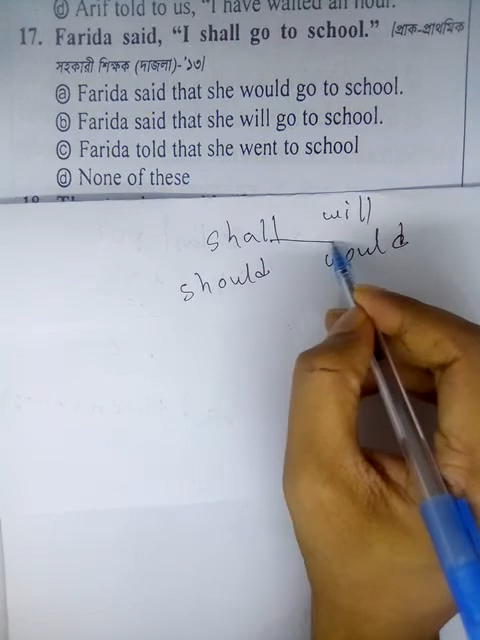 ⓓ Arif told to us, "I have waited an hour.
17. Farida said, “I shall go to school.” [প্রাক-প্রাথমিক
সহকারী শিক্ষক (দাজলা)-'১৩]
ⓐ Farida said that she would go to school.
ⓑ Farida said that she will go to school.
ⓒ Farida told that she went to school
ⓓ None of these
18.
shall will
should would